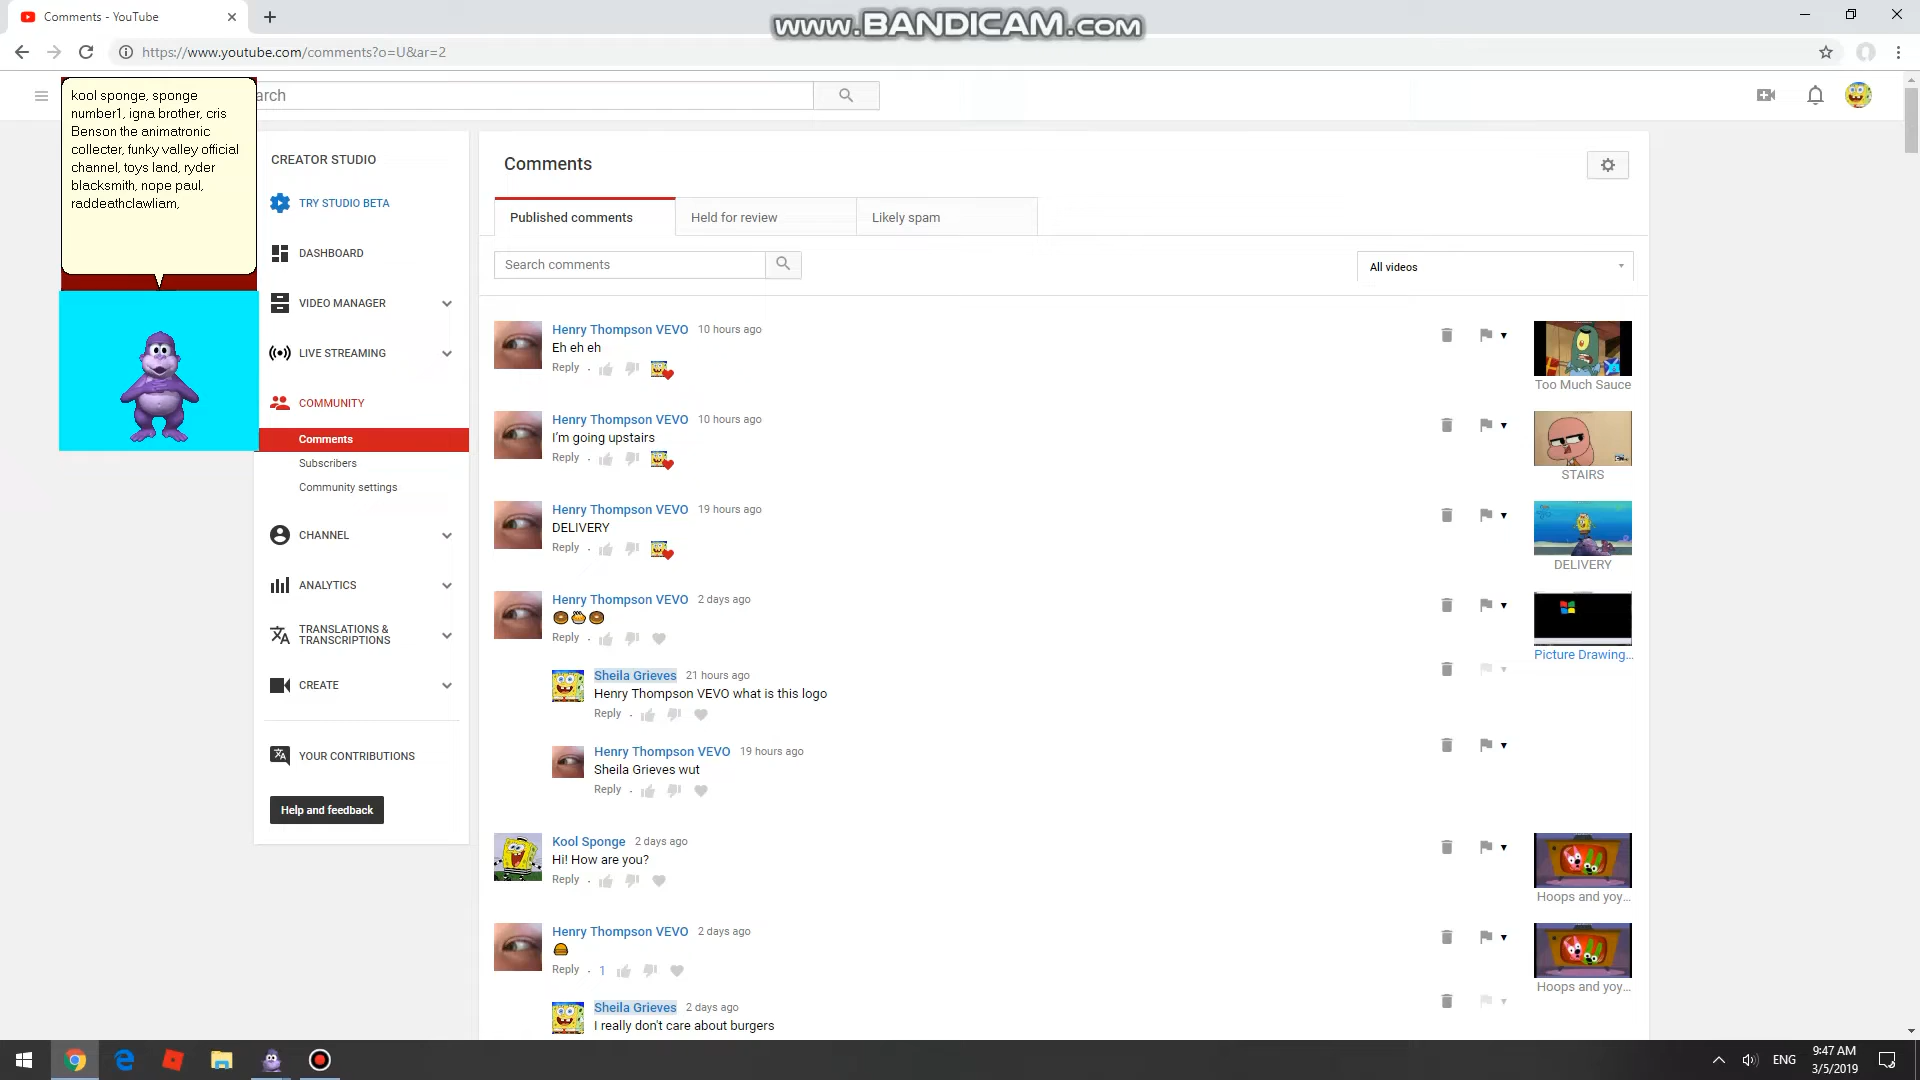 Comments - YouTube
www.BANDICAM.com
https://www.youtube.com/comments?o=U&ar=2
kool sponge, sponge
number1, igna brother, cris
Benson the animatronic
collecter, funky valley official
channel, toys land, ryder
blacksmith, nope paul,
raddeathclawliam,
arch
CREATOR STUDIO
TRY STUDIO BETA
DASHBOARD
VIDEO MANAGER
LIVE STREAMING
COMMUNITY
Comments
Subscribers
Community settings
CHANNEL
ANALYTICS
TRANSLATIONS &
TRANSCRIPTIONS
CREATE
YOUR CONTRIBUTIONS
Help and feedback
Comments
Published comments
Held for review
Likely spam
Search comments
All videos
Henry Thompson VEVO 10 hours ago
Eh eh eh
Reply
Too Much Sauce
Henry Thompson VEVO 10 hours ago
I'm going upstairs
Reply
STAIRS
Henry Thompson VEVO 19 hours ago
DELIVERY
Reply
DELIVERY
Henry Thompson VEVO 2 days ago
Reply
Picture Drawing...
Sheila Grieves 21 hours ago
Henry Thompson VEVO what is this logo
Reply
Henry Thompson VEVO 19 hours ago
Sheila Grieves wut
Reply
Kool Sponge 2 days ago
Hi! How are you?
Reply
Hoops and yoy...
Henry Thompson VEVO 2 days ago
Reply 1
Hoops and yoy...
Sheila Grieves 2 days ago
I really don't care about burgers
ENG
9:47 AM
3/5/2019